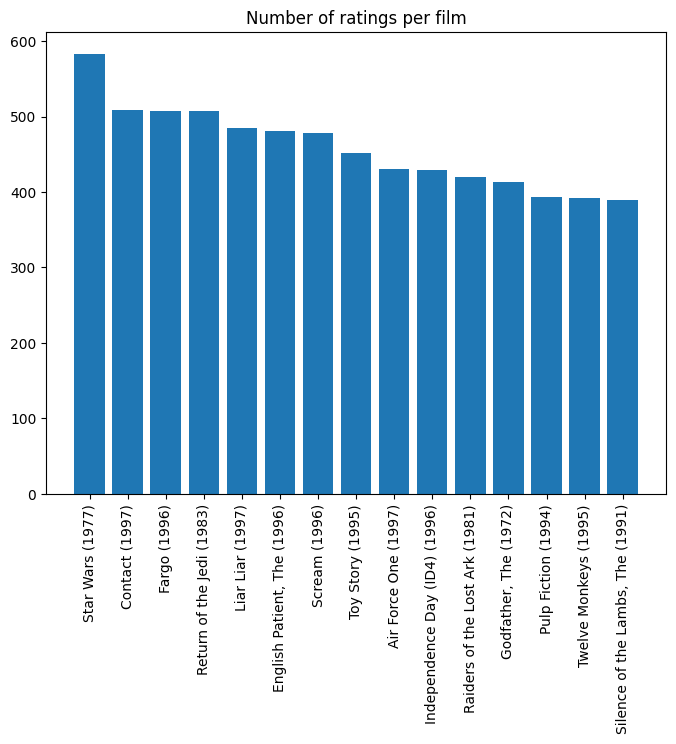 Number of ratings per film
600
500
400
300
200
100
0
Star Wars (1977)
Contact (1997)
Fargo (1996)
Return of the Jedi (1983)
Liar Liar (1997)
English Patient, The (1996)
Scream (1996)
Toy Story (1995)
Air Force One (1997)
Independence Day (ID4) (1996)
Raiders of the Lost Ark (1981)
Godfather, The (1972)
Pulp Fiction (1994)
Twelve Monkeys (1995)
Silence of the Lambs, The (1991)